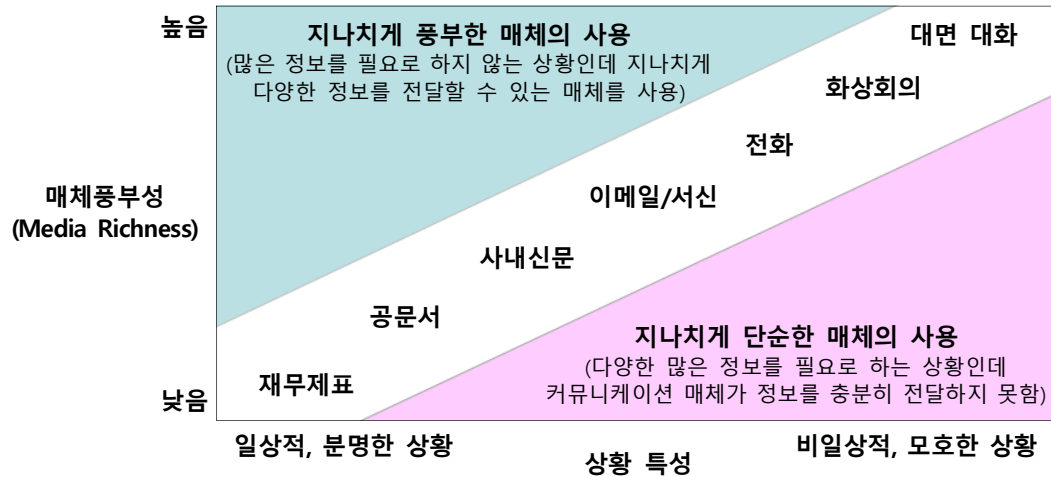 높음
지나치게 풍부한 매체의 사용
(많은 정보를 필요로 하지 않는 상황인데 지나치게
다양한 정보를 전달할 수 있는 매체를 사용)
대면 대화
화상회의
전화
이메일/서신
사내신문
공문서
재무제표
매체풍부성
(Media Richness)
지나치게 단순한 매체의 사용
(다양한 많은 정보를 필요로 하는 상황인데
커뮤니케이션 매체가 정보를 충분히 전달하지 못함)
낮음
일상적, 분명한 상황
상황 특성
비일상적, 모호한 상황